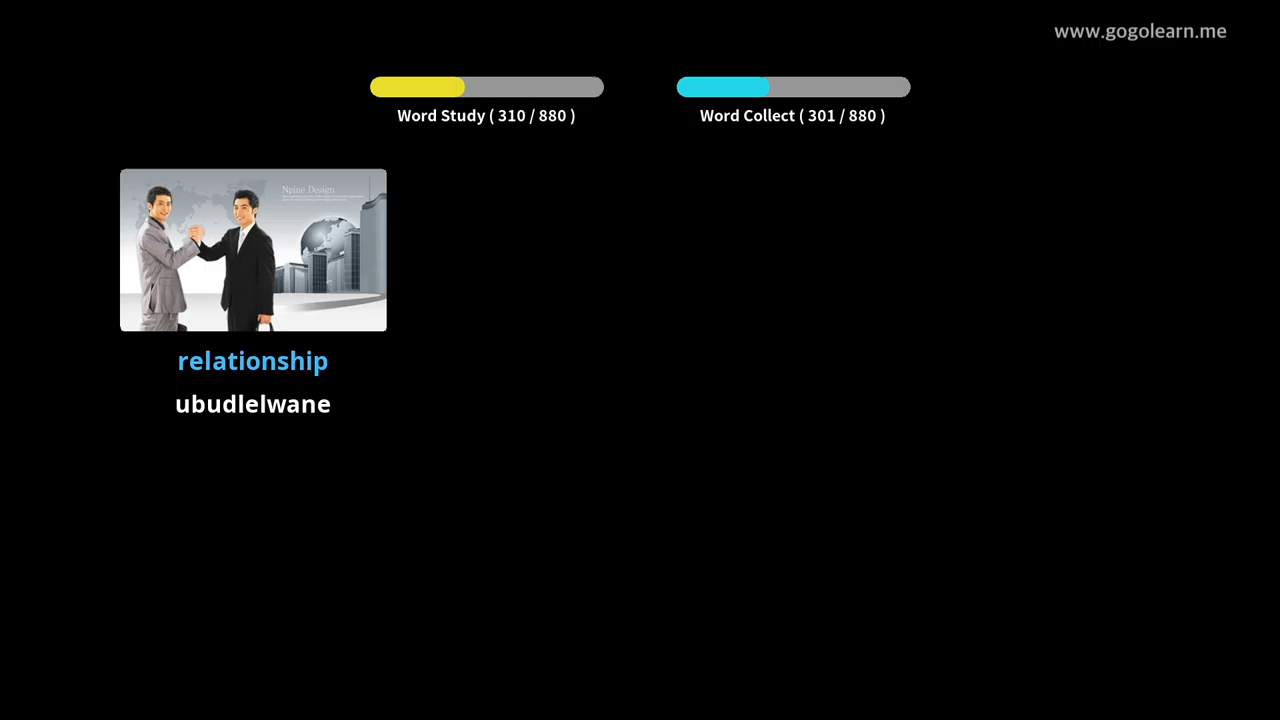 www.gogolearn.me
Word Study ( 310 / 880 )
Word Collect ( 301 / 880 )
Npine Design
relationship
ubudlelwane